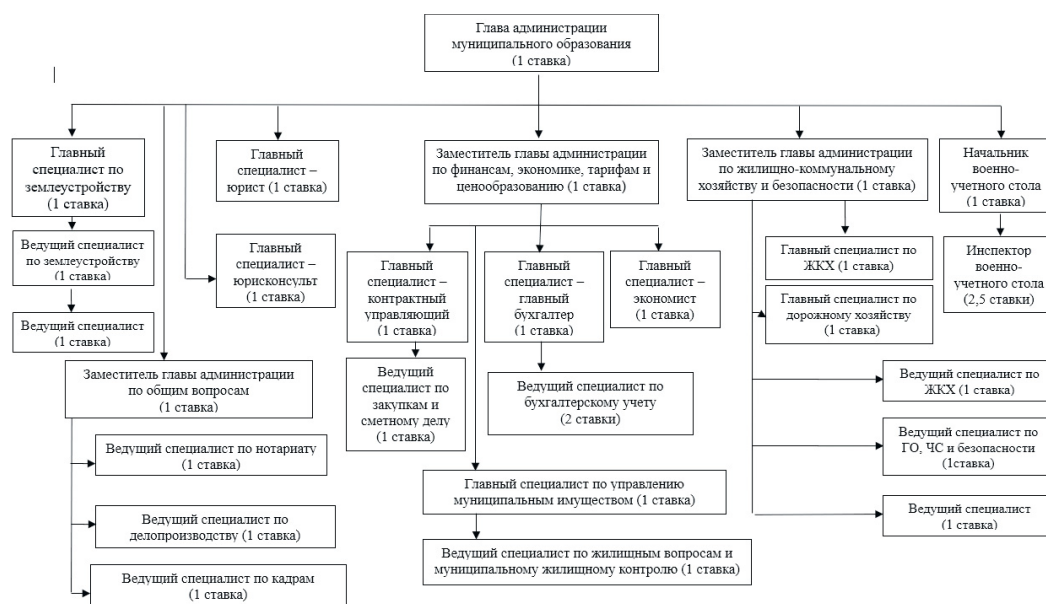 Глава администрации
муниципального образования
(1 ставка)
Главный
специалист по
землеустройству
(1 ставка)
Ведущий специалист
по землеустройству
(1 ставка)
Ведущий специалист
(1 ставка)
Главный
специалист –
юрист (1 ставка)
Главный
специалист –
юрисконсульт
(1 ставка)
Заместитель главы администрации
по общим вопросам
(1 ставка)
Ведущий специалист по нотариату
(1 ставка)
Ведущий специалист по
делопроизводству (1 ставка)
Ведущий специалист по кадрам
(1 ставка)
Заместитель главы администрации
по финансам, экономике, тарифам и
ценообразованию (1 ставка)
Главный
специалист –
контрактный
управляющий
(1 ставка)
Ведущий
специалист по
закупкам и
сметному делу
(1 ставка)
Главный
специалист –
главный
бухгалтер
(1 ставка)
Ведущий специалист по
бухгалтерскому учету
(2 ставки)
Главный
специалист –
экономист
(1 ставка)
Главный специалист по управлению
муниципальным имуществом (1 ставка)
Ведущий специалист по жилищным вопросам и
муниципальному жилищному контролю (1 ставка)
Заместитель главы администрации
по жилищно-коммунальному
хозяйству и безопасности (1 ставка)
Главный специалист по
ЖКХ (1 ставка)
Главный специалист по
дорожному хозяйству
(1 ставка)
Ведущий специалист по
ЖКХ (1 ставка)
Ведущий специалист по
ГО, ЧС и безопасности
(1ставка)
Ведущий специалист
(1 ставка)
Начальник
военно-
учетного стола
(1 ставка)
Инспектор
военно-
учетного стола
(2,5 ставки)